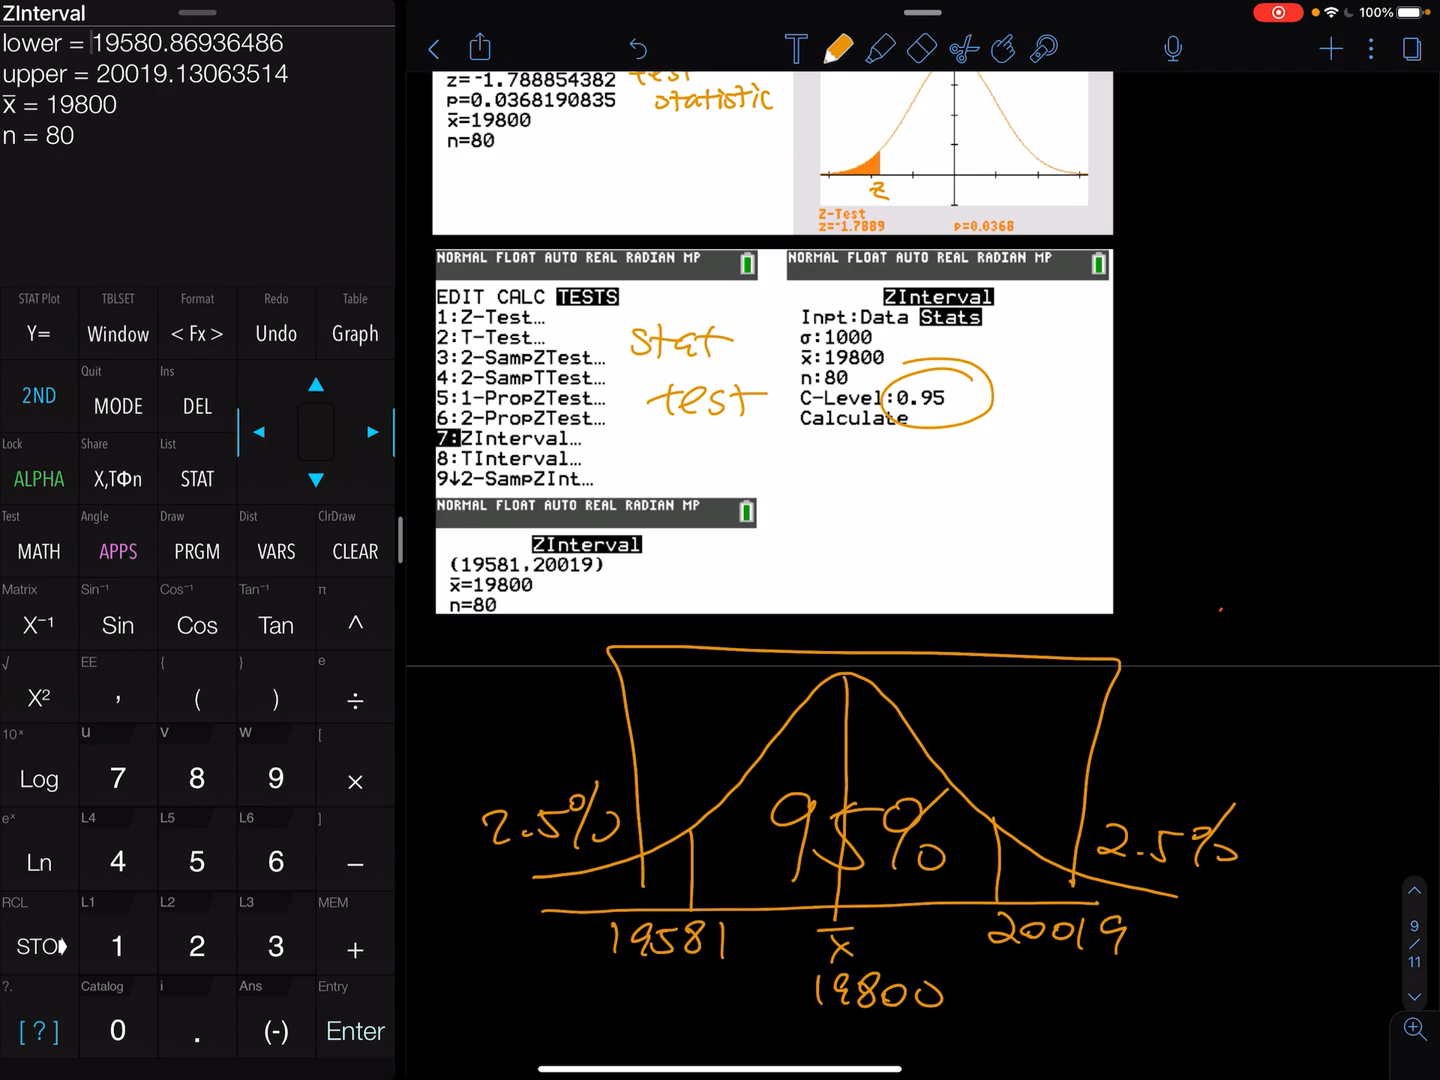 ZInterval
lower = 19580.86936486
upper = 20019.13063514
x̅ = 19800
n = 80
STAT Plot TBLSET Format Redo Table
Y= Window < Fx > Undo Graph
Quit Ins
2ND MODE DEL
Lock Share List
ALPHA X,TΦn STAT
Test Angle Draw Dist ClrDraw
MATH APPS PRGM VARS CLEAR
Matrix Sin⁻¹ Cos⁻¹ Tan⁻¹ π
X⁻¹ Sin Cos Tan ^
√ EE { } e
X² , ( ) ÷
10ˣ u v w [
Log 7 8 9 ×
eˣ L4 L5 L6 ]
Ln 4 5 6 −
RCL L1 L2 L3 MEM
STO 1 2 3 +
?. Catalog i Ans Entry
[ ? ] 0 . (-) Enter
100%
T
z=-1.788854382
test
p=0.0368190835
statistic
x̅=19800
n=80
z
Z-Test
z=-1.7889 p=0.0368
NORMAL FLOAT AUTO REAL RADIAN MP
EDIT CALC TESTS
1:Z-Test…
2:T-Test…
3:2-SampZTest…
4:2-SampTTest…
5:1-PropZTest…
6:2-PropZTest…
7:ZInterval…
8:TInterval…
9↓2-SampZInt…
stat
test
NORMAL FLOAT AUTO REAL RADIAN MP
ZInterval
Inpt:Data Stats
σ:1000
x̅:19800
n:80
C-Level:0.95
Calculate
NORMAL FLOAT AUTO REAL RADIAN MP
ZInterval
(19581,20019)
x̅=19800
n=80
2.5% 95% 2.5%
19581 x̅ 20019
19800
9
/
11